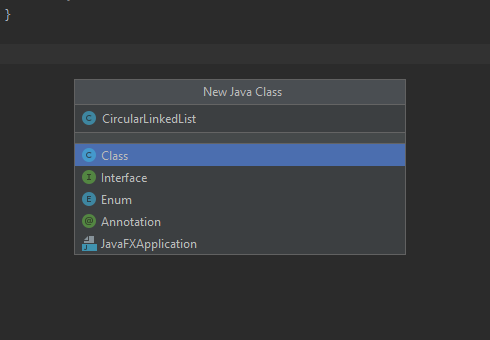 }
New Java Class
C CircularLinkedList
C Class
I Interface
E Enum
@ Annotation
J JavaFXApplication